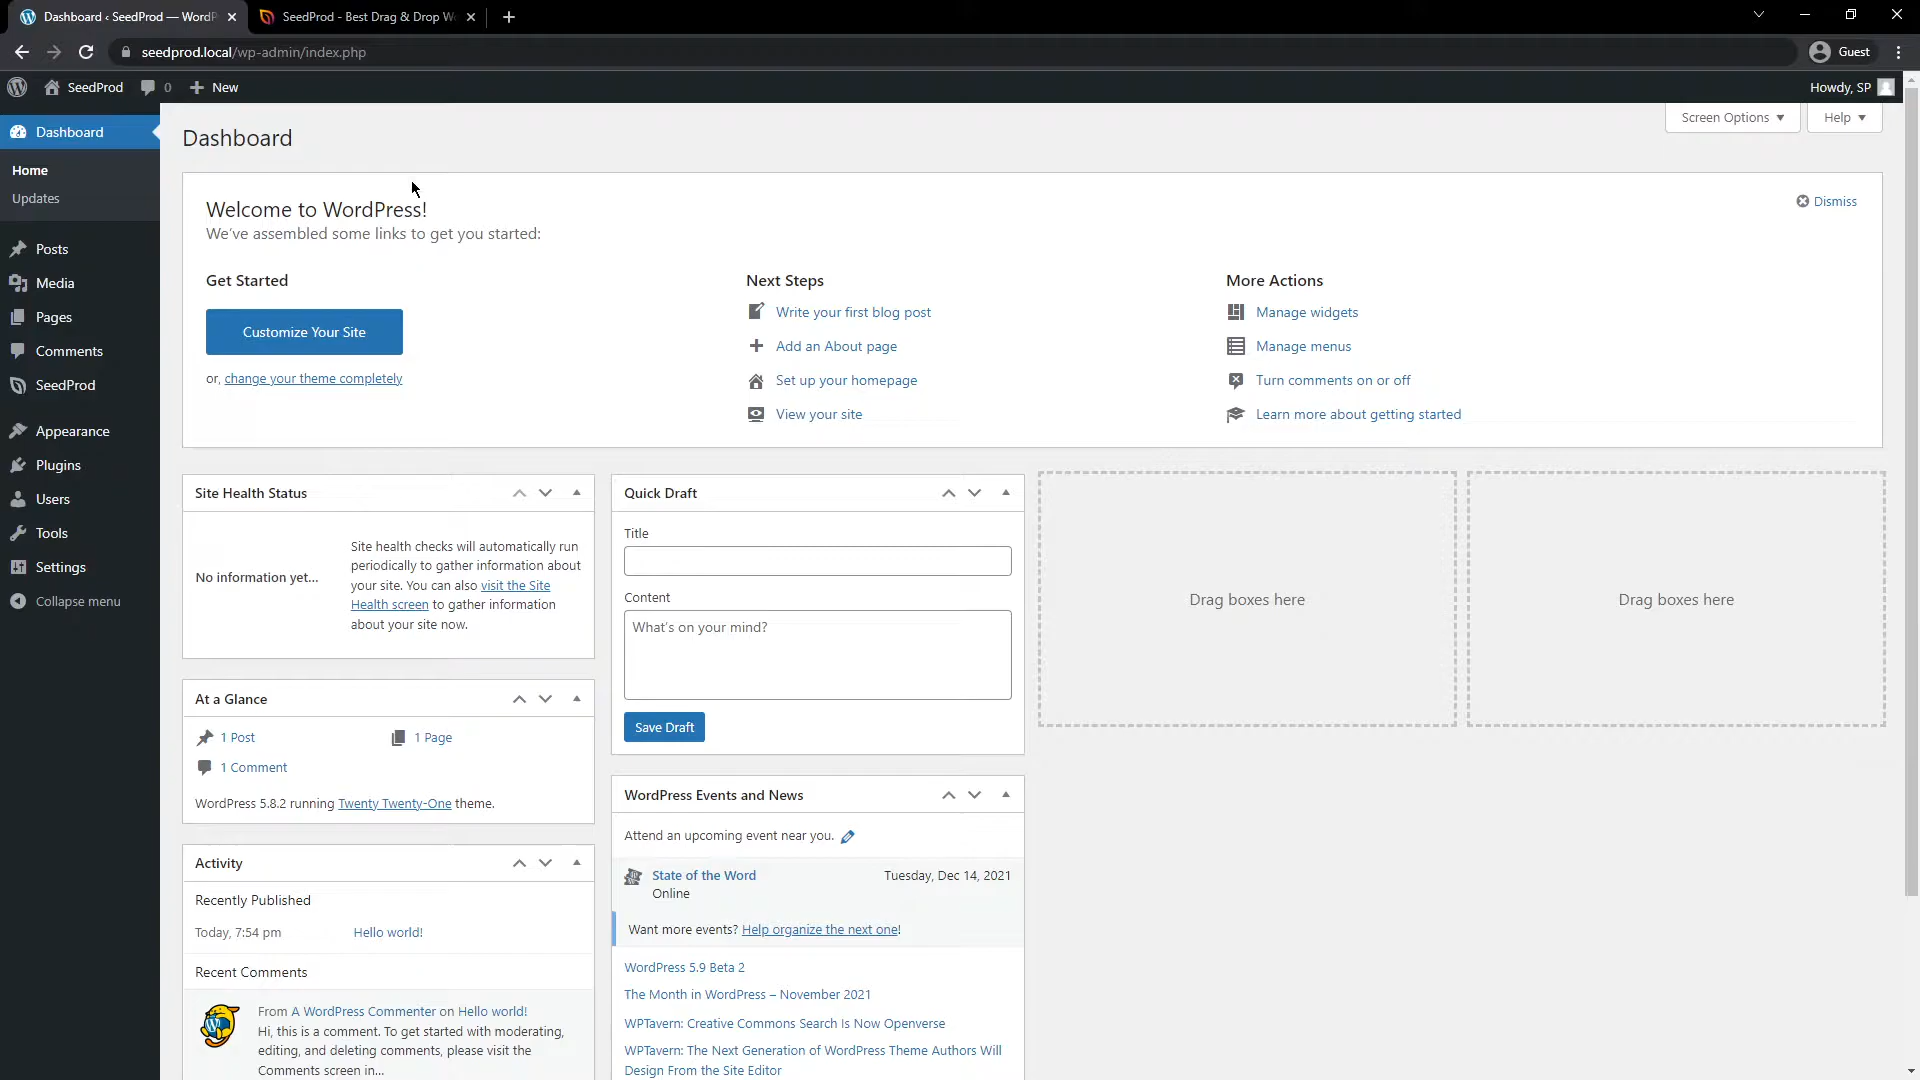 Dashboard ‹ SeedProd — WordP
SeedProd - Best Drag & Drop W
seedprod.local/wp-admin/index.php
Guest
SeedProd
0
New
Howdy, SP
Dashboard
Home
Updates
Posts
Media
Pages
Comments
SeedProd
Appearance
Plugins
Users
Tools
Settings
Collapse menu
Dashboard
Screen Options
Help
Welcome to WordPress!
We've assembled some links to get you started:
Dismiss
Get Started
Customize Your Site
or, change your theme completely
Next Steps
Write your first blog post
Add an About page
Set up your homepage
View your site
More Actions
Manage widgets
Manage menus
Turn comments on or off
Learn more about getting started
Site Health Status
No information yet...
Site health checks will automatically run
periodically to gather information about
your site. You can also visit the Site
Health screen to gather information
about your site now.
At a Glance
1 Post
1 Page
1 Comment
WordPress 5.8.2 running Twenty Twenty-One theme.
Activity
Recently Published
Today, 7:54 pm
Hello world!
Recent Comments
From A WordPress Commenter on Hello world!
Hi, this is a comment. To get started with moderating,
editing, and deleting comments, please visit the
Comments screen in...
Quick Draft
Title
Content
What's on your mind?
Save Draft
WordPress Events and News
Attend an upcoming event near you.
State of the Word
Tuesday, Dec 14, 2021
Online
Want more events? Help organize the next one!
WordPress 5.9 Beta 2
The Month in WordPress – November 2021
WPTavern: Creative Commons Search Is Now Openverse
WPTavern: The Next Generation of WordPress Theme Authors Will
Design From the Site Editor
Drag boxes here
Drag boxes here